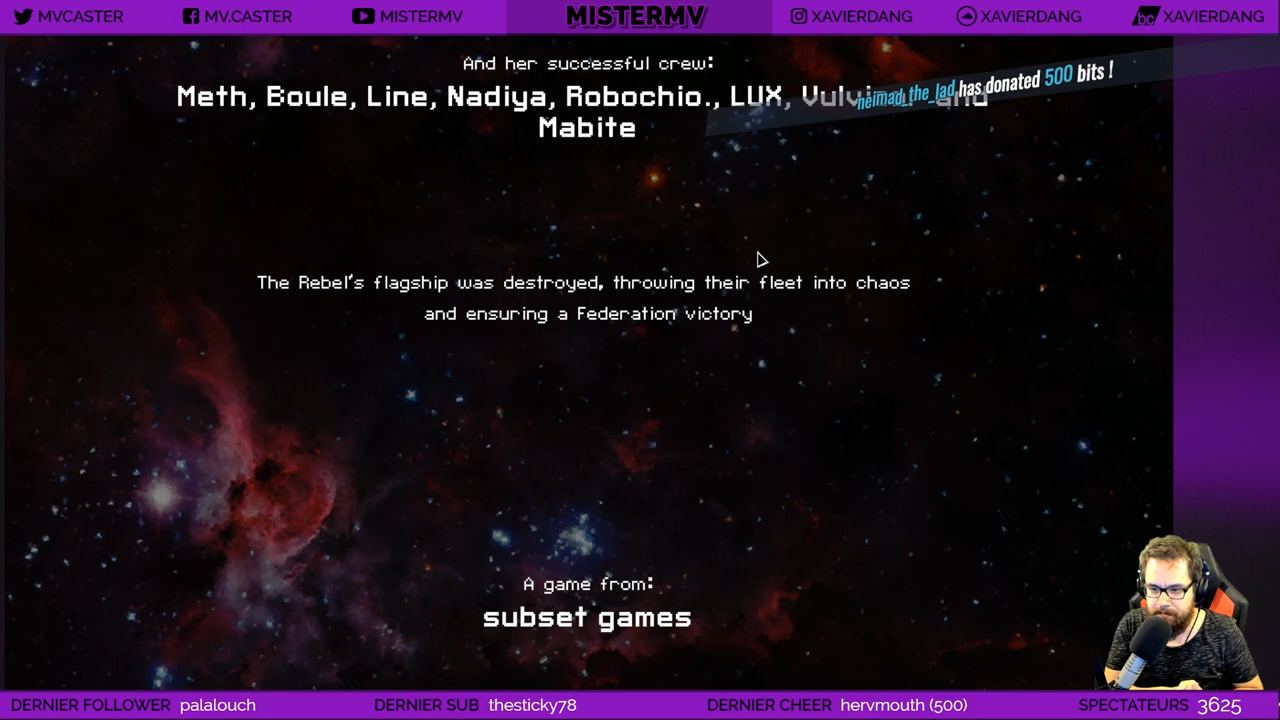 MVCASTER MV.CASTER MISTERMV MISTERMV XAVIERDANG XAVIERDANG XAVIERDANG
And her successful crew:
neimad_the_lad has donated 500 bits !
Meth, Boule, Line, Nadiya, Robochio., LUX, and
Mabite
The Rebel's flagship was destroyed, throwing their fleet into chaos
and ensuring a Federation victory
A game from:
subset games
DERNIER FOLLOWER palalouch DERNIER SUB thesticky78 DERNIER CHEER hervmouth (500) SPECTATEURS 3625